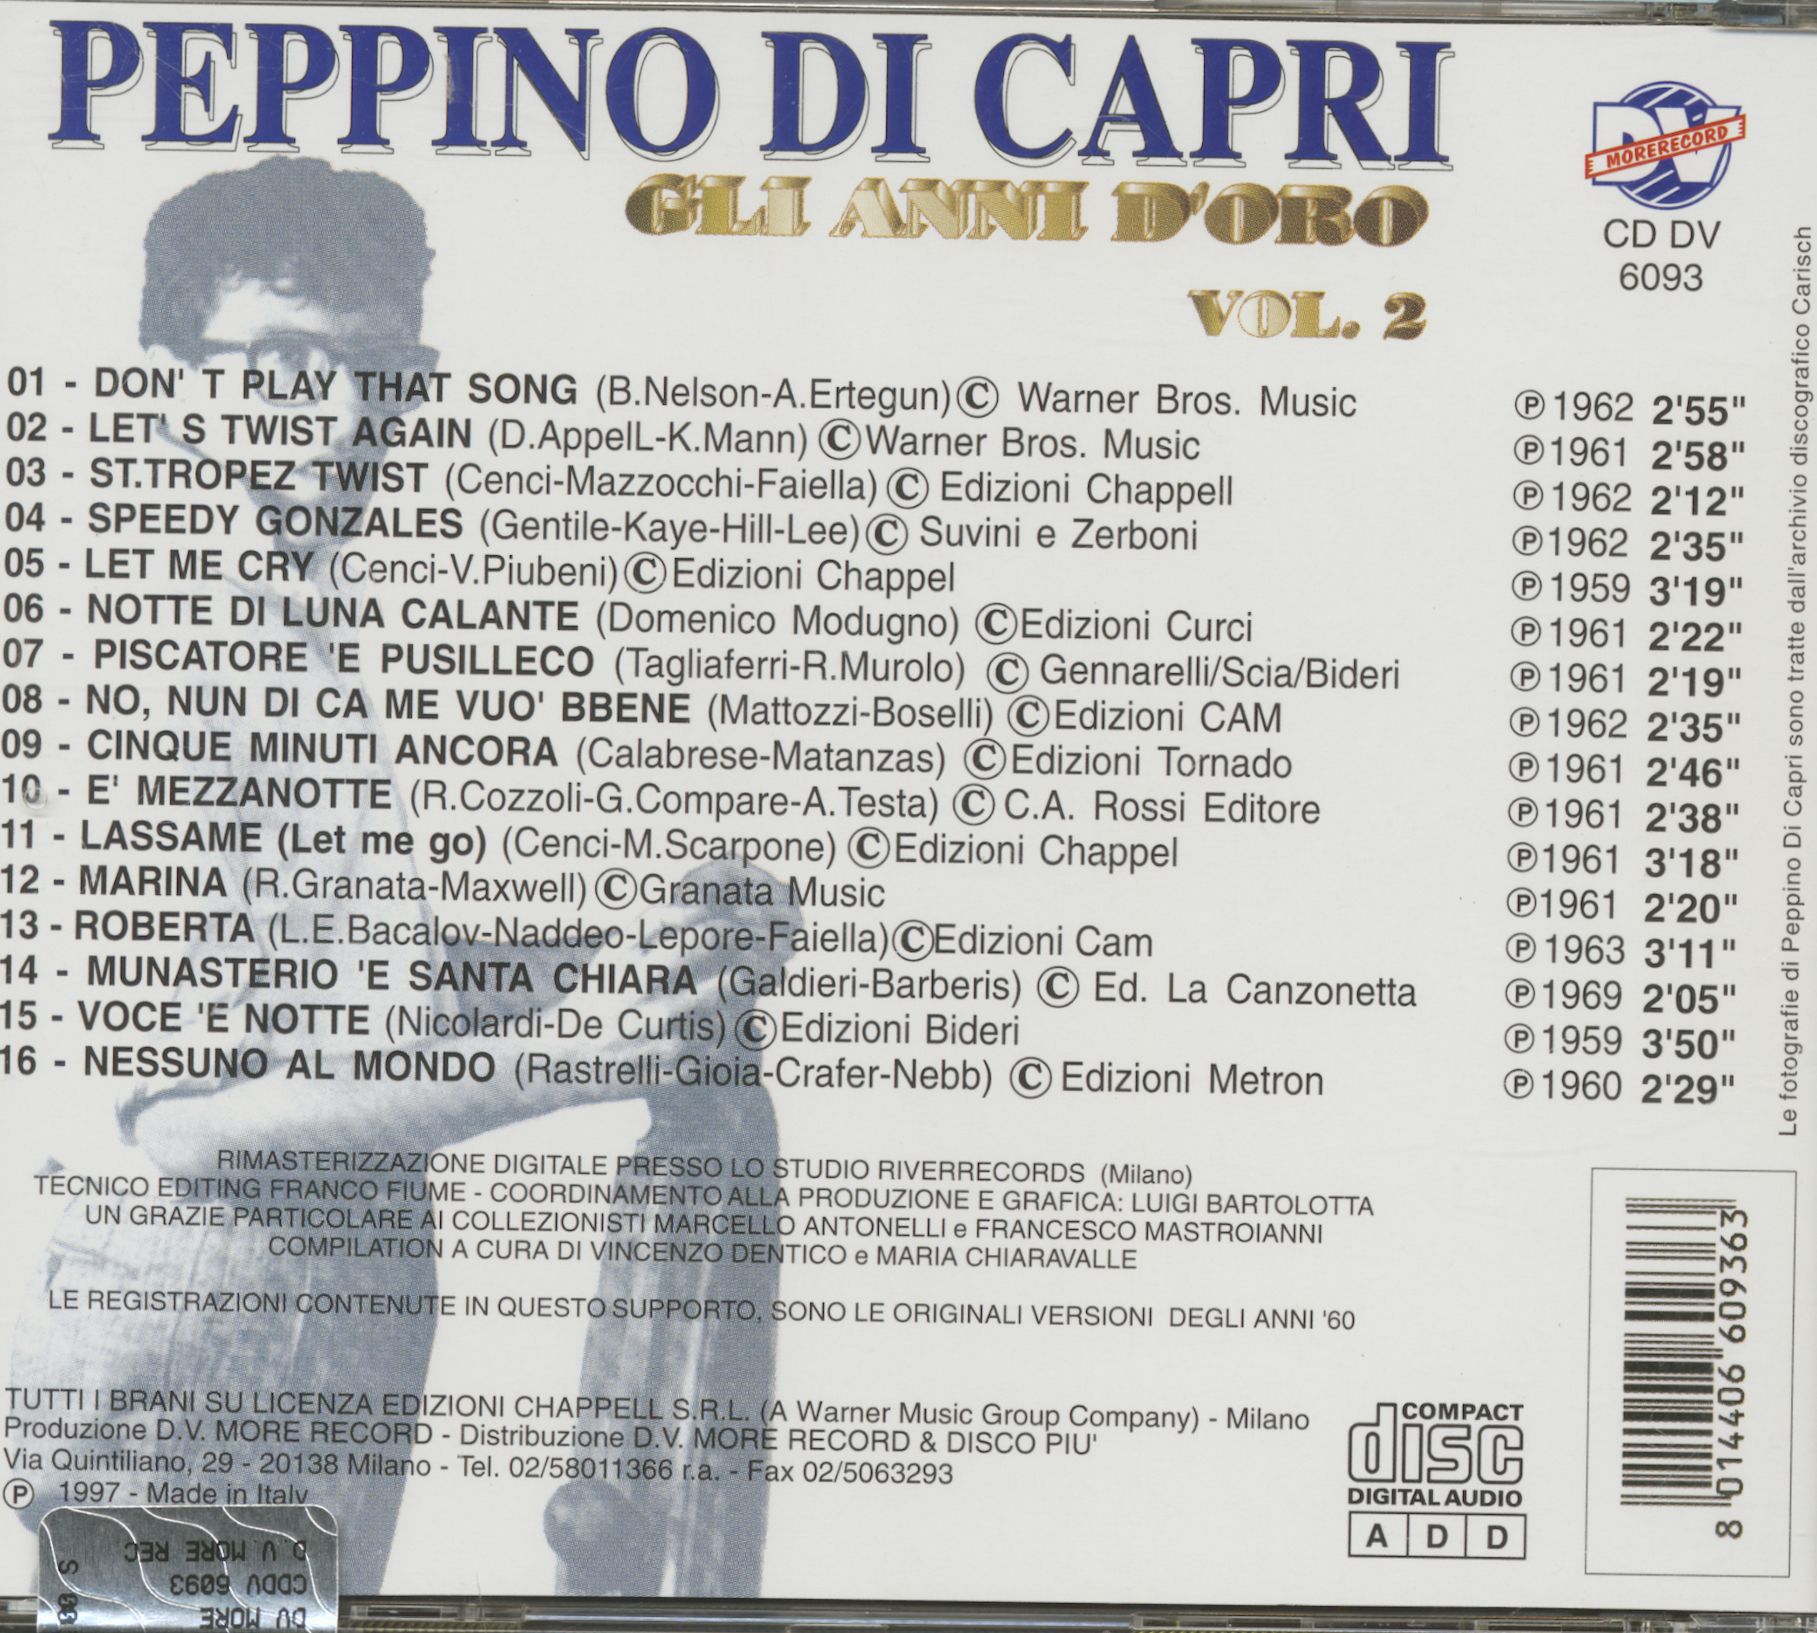 PEPPINO DI CAPRI
GLI ANNI D'ORO
VOL. 2
DV
MORERECORD
CD DV
6093
01 - DON' T PLAY THAT SONG (B.Nelson-A.Ertegun)© Warner Bros. Music ℗1962 2'55"
02 - LET' S TWIST AGAIN (D.AppelL-K.Mann) ©Warner Bros. Music ℗1961 2'58"
03 - ST.TROPEZ TWIST (Cenci-Mazzocchi-Faiella) © Edizioni Chappell ℗1962 2'12"
04 - SPEEDY GONZALES (Gentile-Kaye-Hill-Lee)© Suvini e Zerboni ℗1962 2'35"
05 - LET ME CRY (Cenci-V.Piubeni)©Edizioni Chappel ℗1959 3'19"
06 - NOTTE DI LUNA CALANTE (Domenico Modugno) ©Edizioni Curci ℗1961 2'22"
07 - PISCATORE 'E PUSILLECO (Tagliaferri-R.Murolo) © Gennarelli/Scia/Bideri ℗1961 2'19"
08 - NO, NUN DI CA ME VUO' BBENE (Mattozzi-Boselli) ©Edizioni CAM ℗1962 2'35"
09 - CINQUE MINUTI ANCORA (Calabrese-Matanzas) ©Edizioni Tornado ℗1961 2'46"
10 - E' MEZZANOTTE (R.Cozzoli-G.Compare-A.Testa) © C.A. Rossi Editore ℗1961 2'38"
11 - LASSAME (Let me go) (Cenci-M.Scarpone) ©Edizioni Chappel ℗1961 3'18"
12 - MARINA (R.Granata-Maxwell)©Granata Music ℗1961 2'20"
13 - ROBERTA (L.E.Bacalov-Naddeo-Lepore-Faiella)©Edizioni Cam ℗1963 3'11"
14 - MUNASTERIO 'E SANTA CHIARA (Galdieri-Barberis) © Ed. La Canzonetta ℗1969 2'05"
15 - VOCE 'E NOTTE (Nicolardi-De Curtis)©Edizioni Bideri ℗1959 3'50"
16 - NESSUNO AL MONDO (Rastrelli-Gioia-Crafer-Nebb) © Edizioni Metron ℗1960 2'29"
Le fotografie di Peppino Di Capri sono tratte dall'archivio discografico Carisch
RIMASTERIZZAZIONE DIGITALE PRESSO LO STUDIO RIVERRECORDS (Milano)
TECNICO EDITING FRANCO FIUME - COORDINAMENTO ALLA PRODUZIONE E GRAFICA: LUIGI BARTOLOTTA
UN GRAZIE PARTICOLARE AI COLLEZIONISTI MARCELLO ANTONELLI e FRANCESCO MASTROIANNI
COMPILATION A CURA DI VINCENZO DENTICO e MARIA CHIARAVALLE
LE REGISTRAZIONI CONTENUTE IN QUESTO SUPPORTO, SONO LE ORIGINALI VERSIONI DEGLI ANNI '60
TUTTI I BRANI SU LICENZA EDIZIONI CHAPPELL S.R.L. (A Warner Music Group Company) - Milano
Produzione D.V. MORE RECORD - Distribuzione D.V. MORE RECORD & DISCO PIU'
Via Quintiliano, 29 - 20138 Milano - Tel. 02/58011366 r.a. - Fax 02/5063293
℗ 1997 - Made in Italy
COMPACT
disc
DIGITAL AUDIO
A D D
8 014406 609363
DV MORE
CDDV 6093
D.V MORE REC.